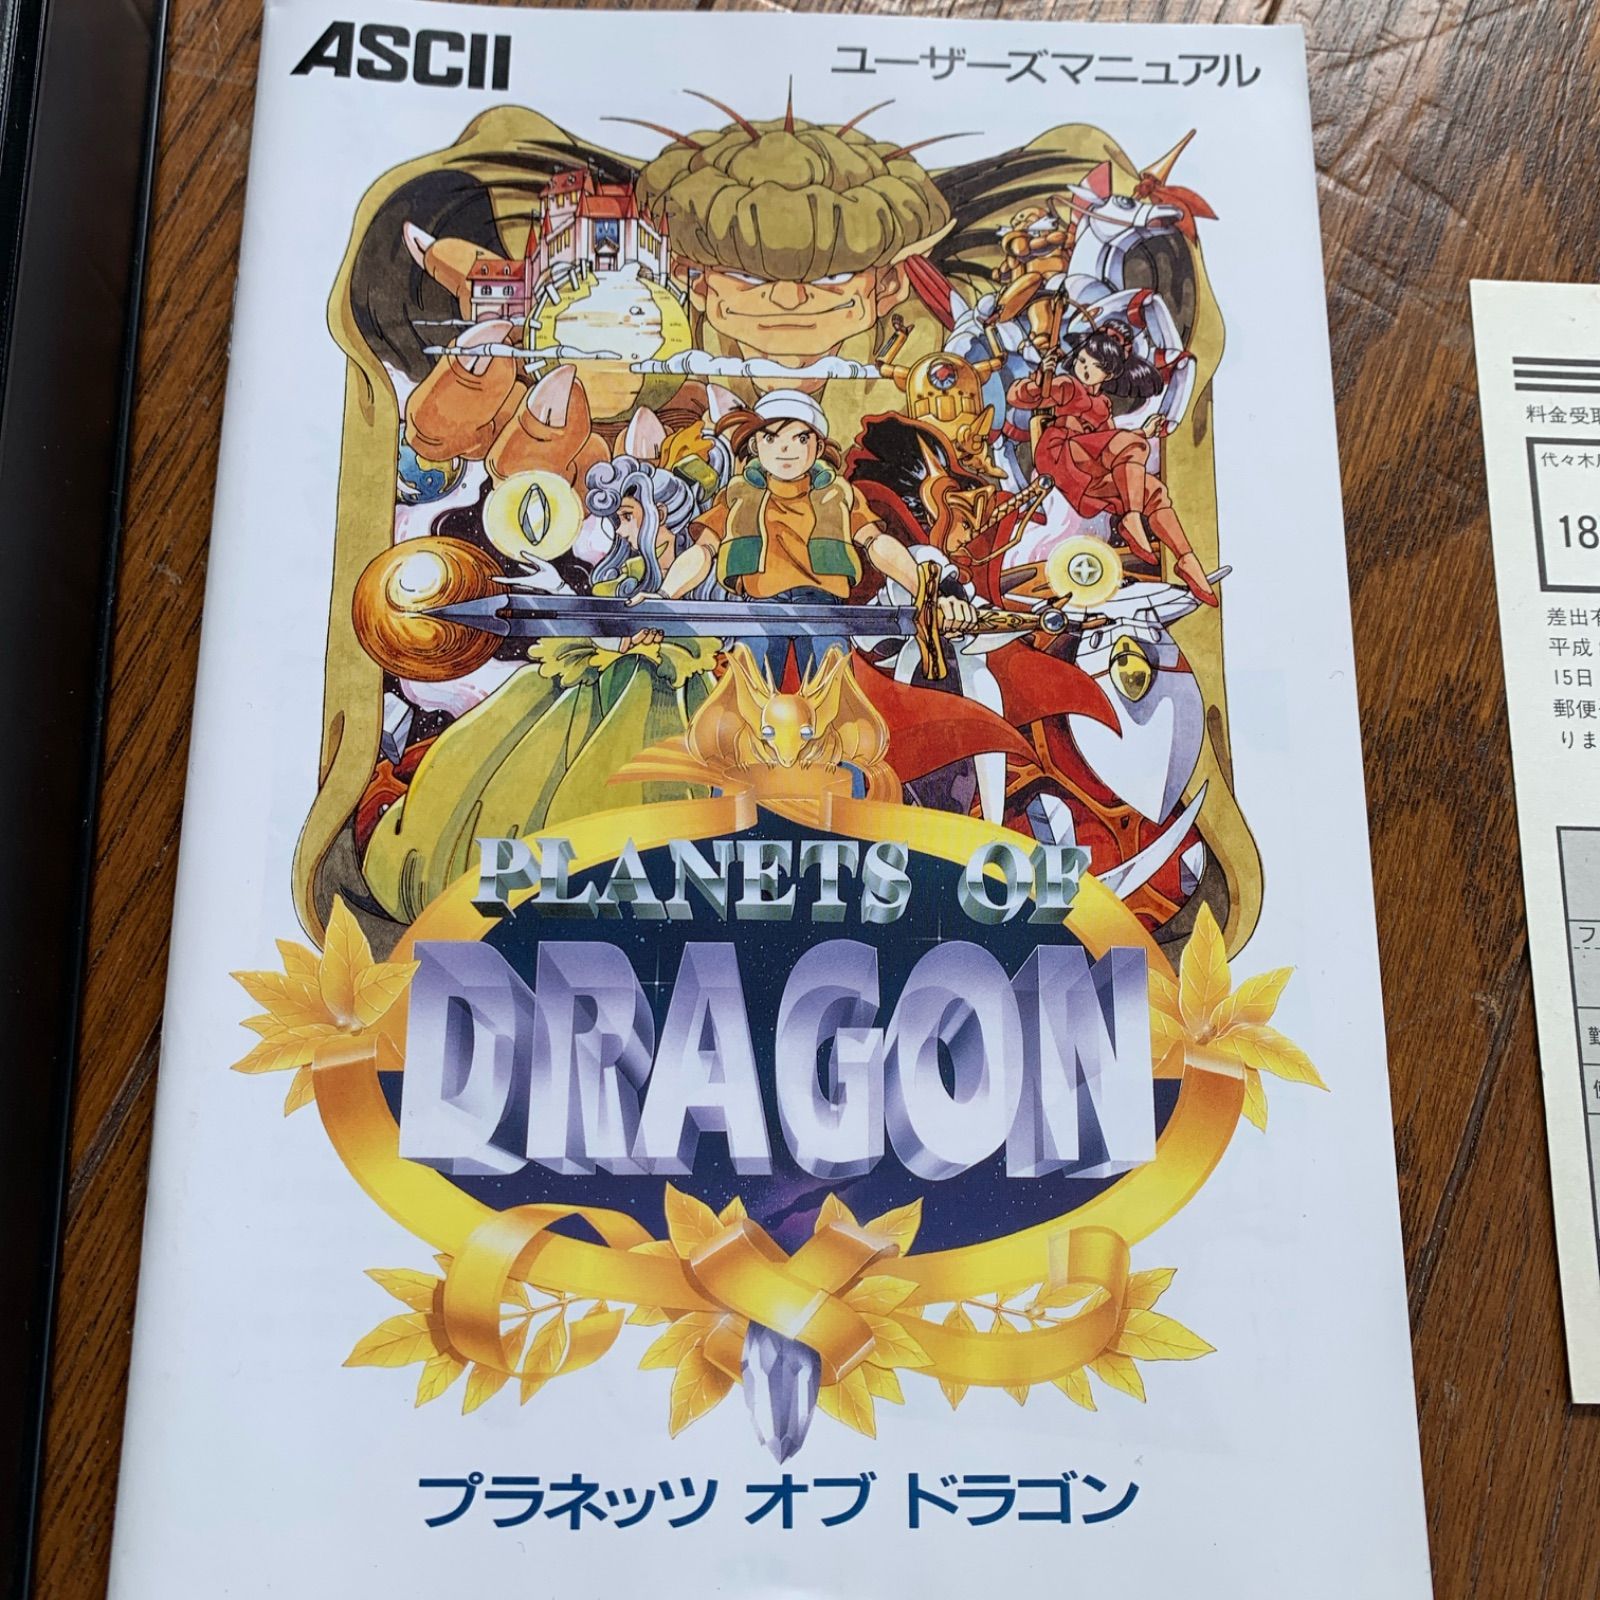 ASCII
ユーザーズマニュアル
PLANETS OF
DRAGON
プラネッツ オブ ドラゴン
料金受取
代々木
18
差出有
平成
15日
郵便
りま
フ